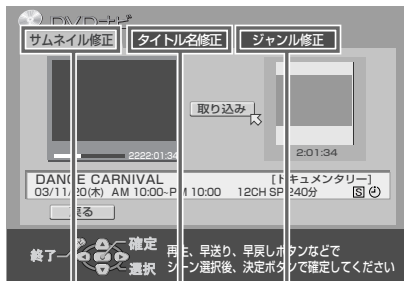 DVD-ナビ
サムネイル修正 タイトル名修正 ジャンル修正
取り込み
2222:01:34 2:01:34
DANCE CARNIVAL [ドキュメンタリー]
03/11/20(木) AM 10:00~PM 10:00 12CH SP 240分 S
戻る
終了 確定 選択
再生、早送り、早戻しボタンなどで
シーン選択後、決定ボタンで確定してください